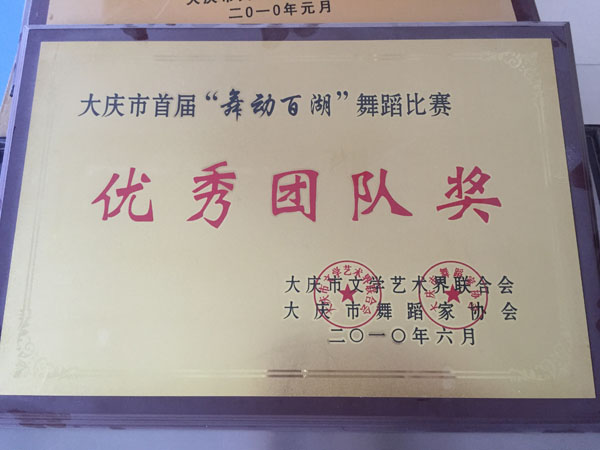 二〇一〇年元月
大庆市首届“舞动百湖”舞蹈比赛
优秀团队奖
大庆市文学艺术界联合会
大庆市舞蹈家协会
二〇一〇年六月